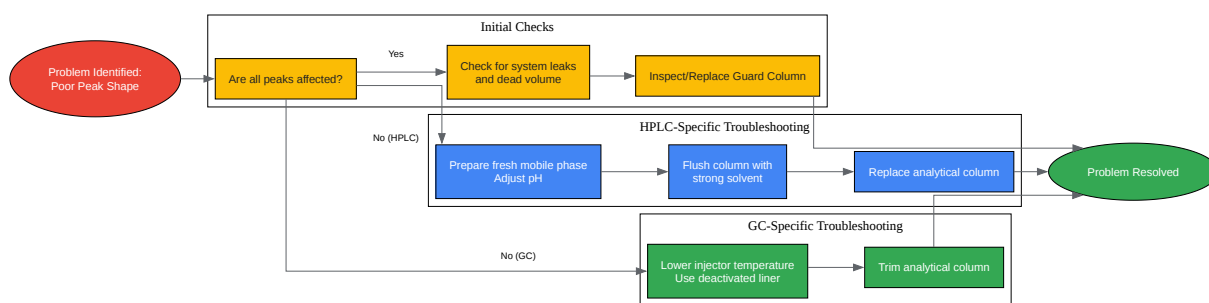 Initial Checks
Problem Identified:
Poor Peak Shape
Are all peaks affected?
Yes
Check for system leaks
and dead volume
Inspect/Replace Guard Column
No (HPLC)
HPLC-Specific Troubleshooting
Prepare fresh mobile phase
Adjust pH
Flush column with
strong solvent
Replace analytical column
Problem Resolved
GC-Specific Troubleshooting
No (GC)
Lower injector temperature
Use deactivated liner
Trim analytical column